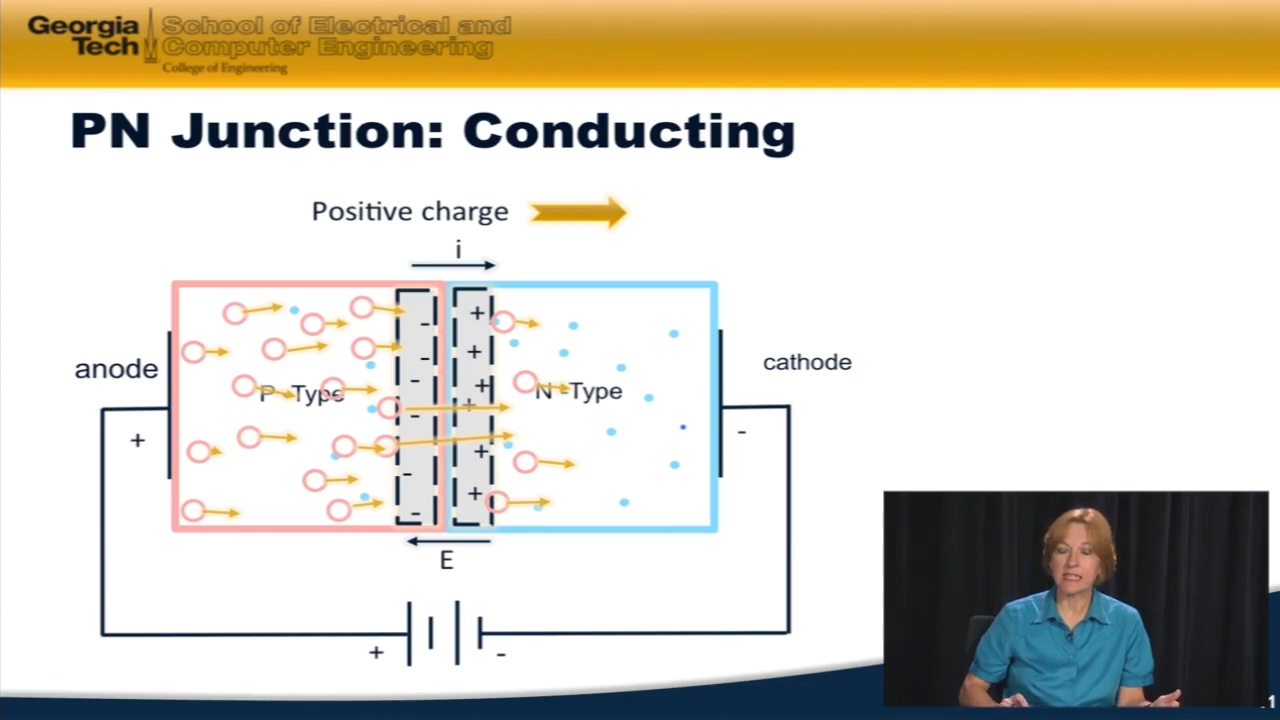 Georgia Tech
School of Electrical and
Computer Engineering
College of Engineering
PN Junction: Conducting
Positive charge
i
anode
P-Type
N-Type
cathode
+
-
- +
- +
- +
- +
- +
- +
E
+ -
.1